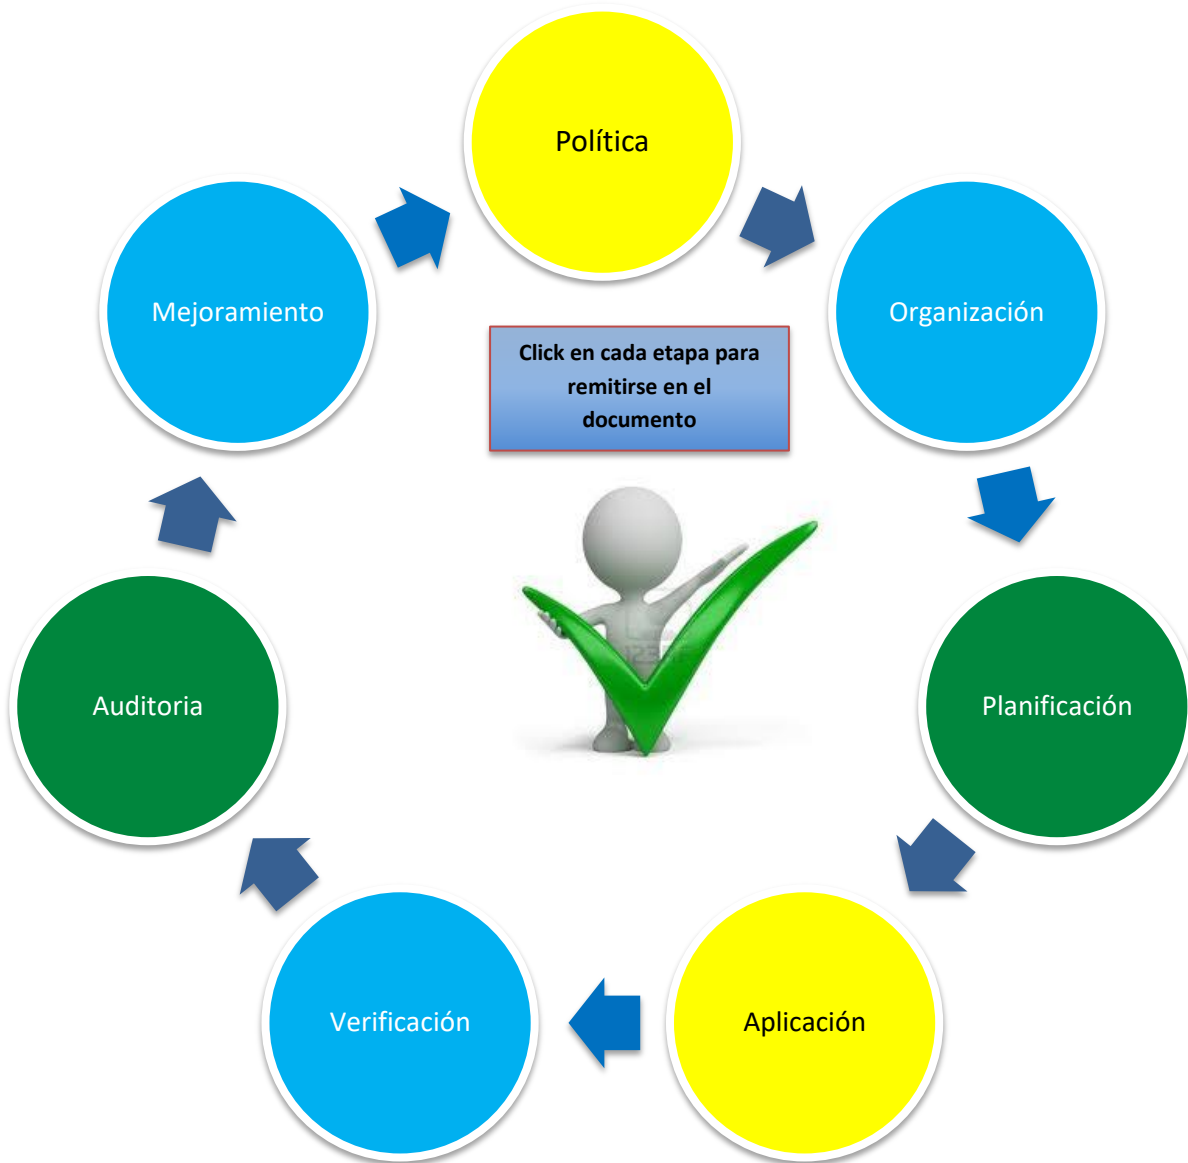 Política
Mejoramiento
Organización
Click en cada etapa para
remitirse en el
documento
Auditoria
Planificación
Verificación
Aplicación